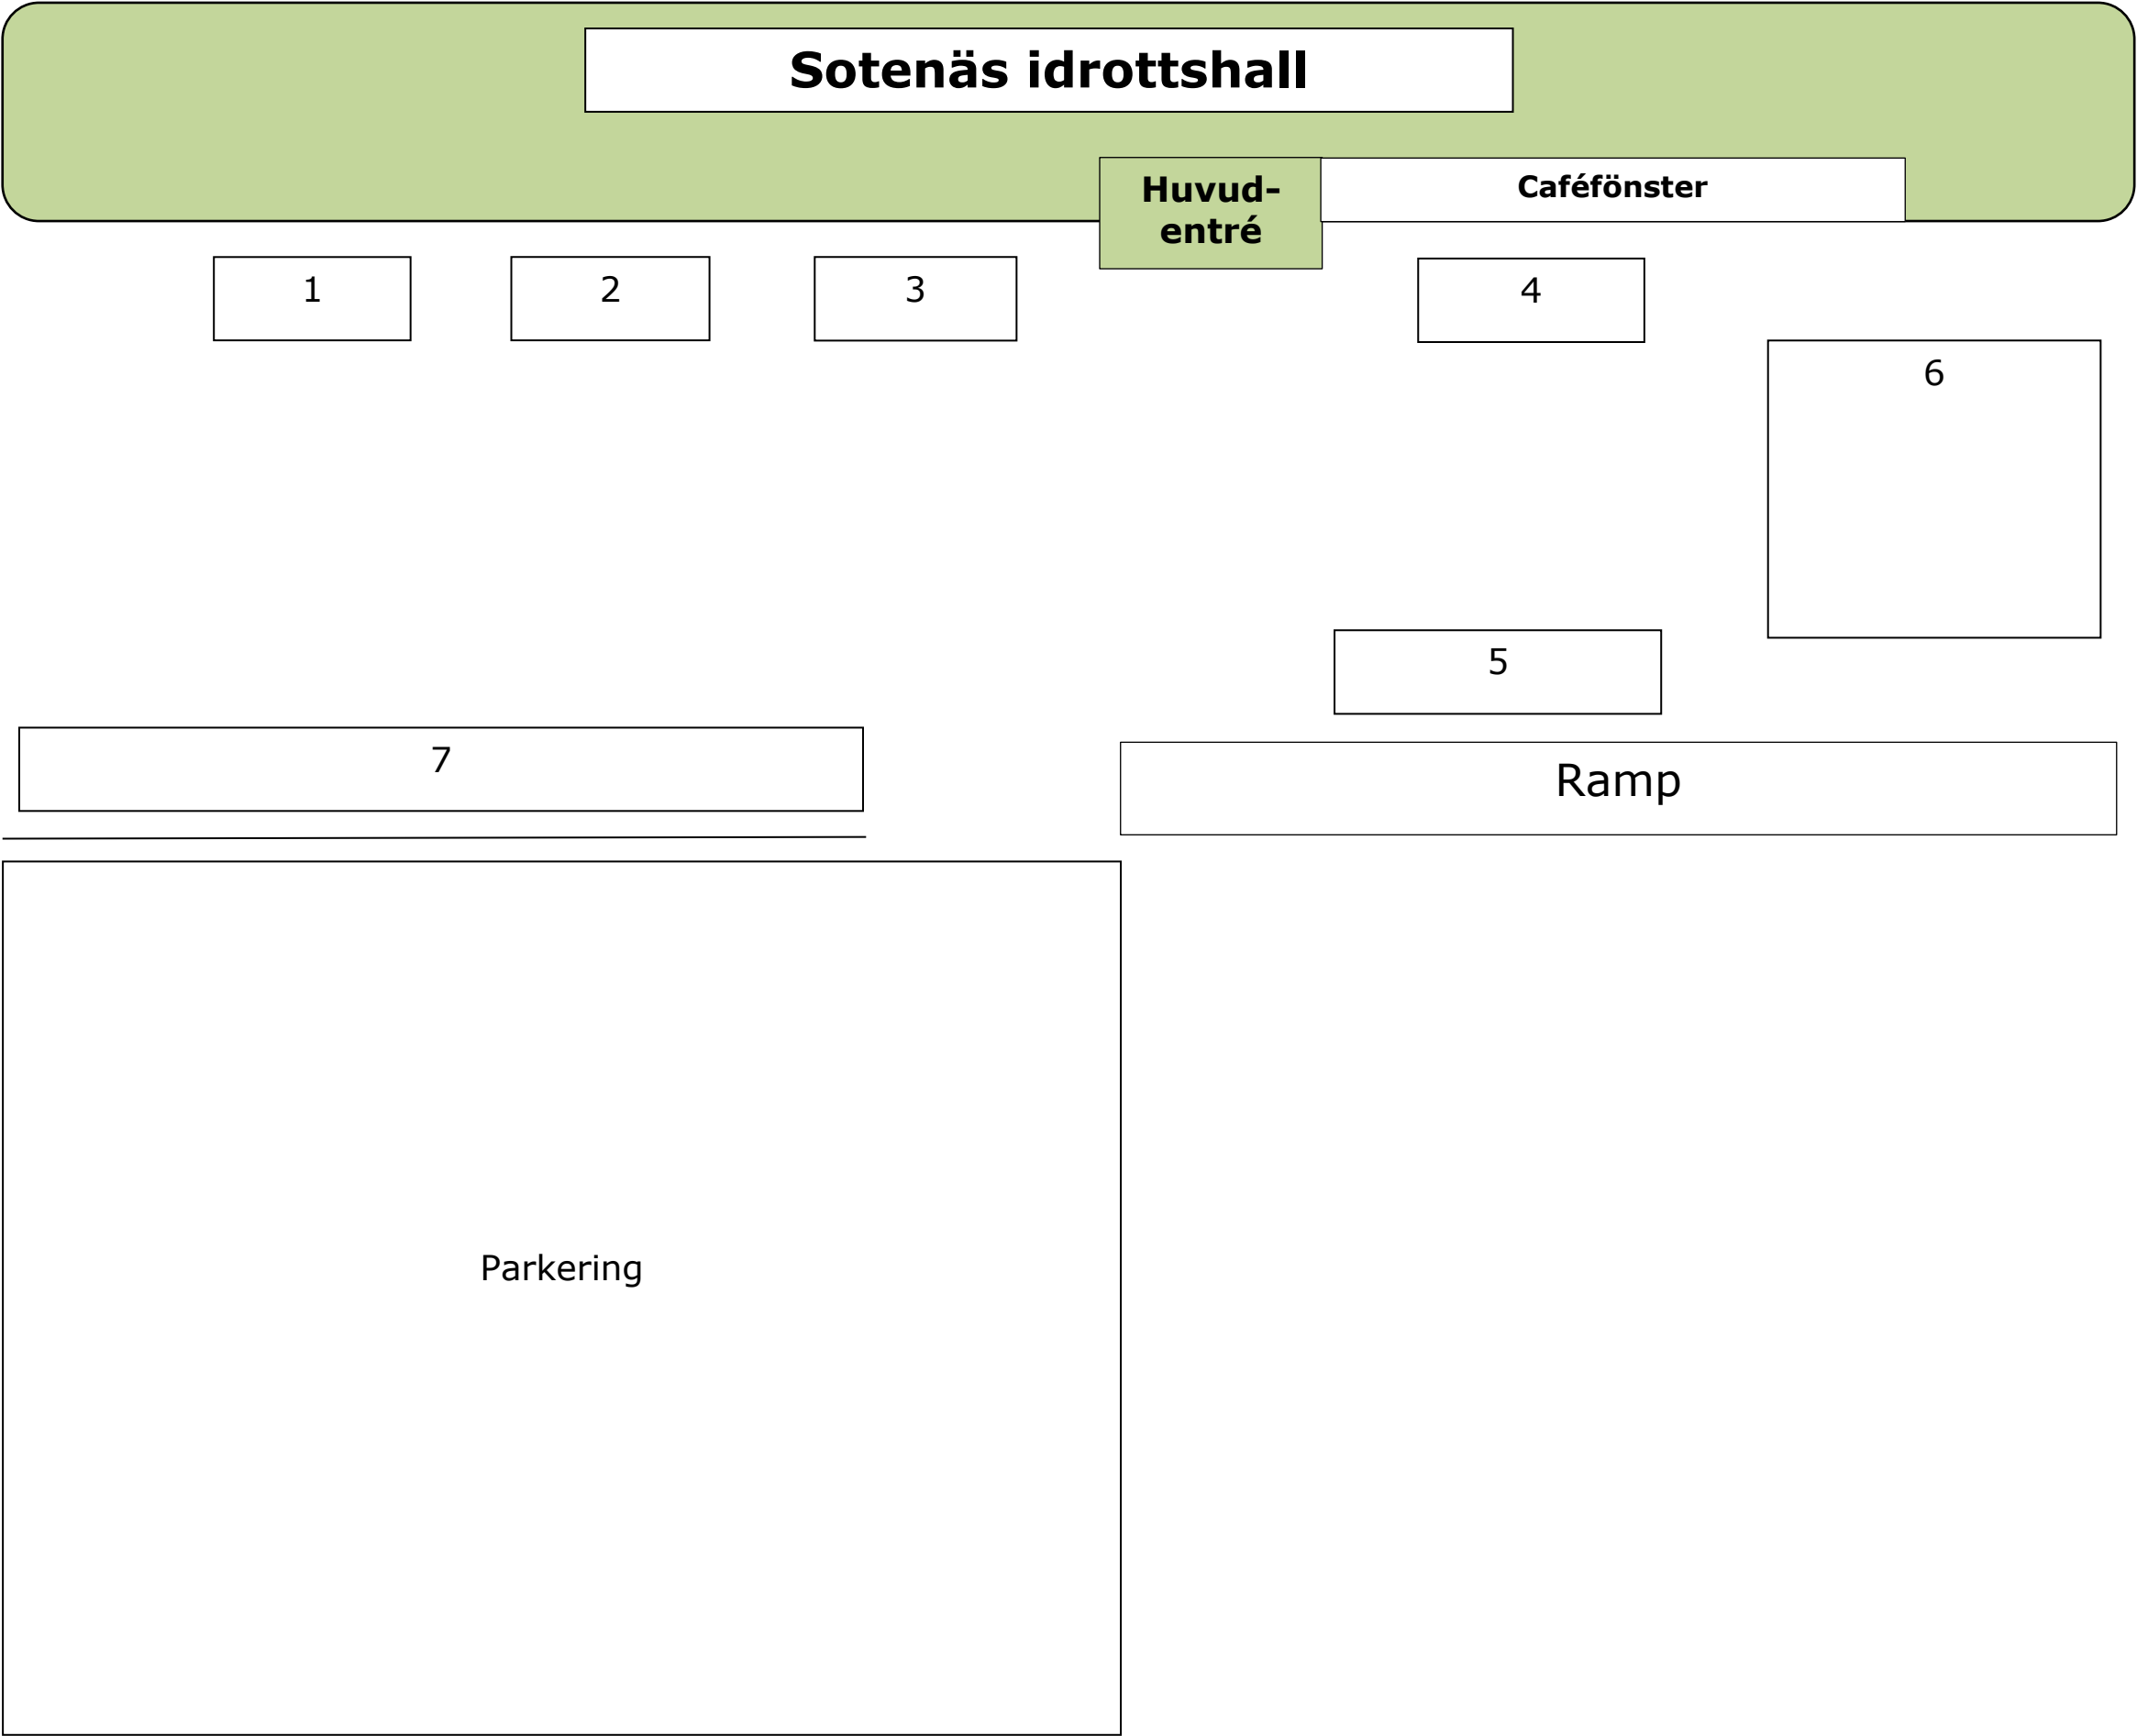 Sotenäs idrottshall
Huvud-
entré
Caféfönster
1
2
3
4
6
5
7
Ramp
Parkering